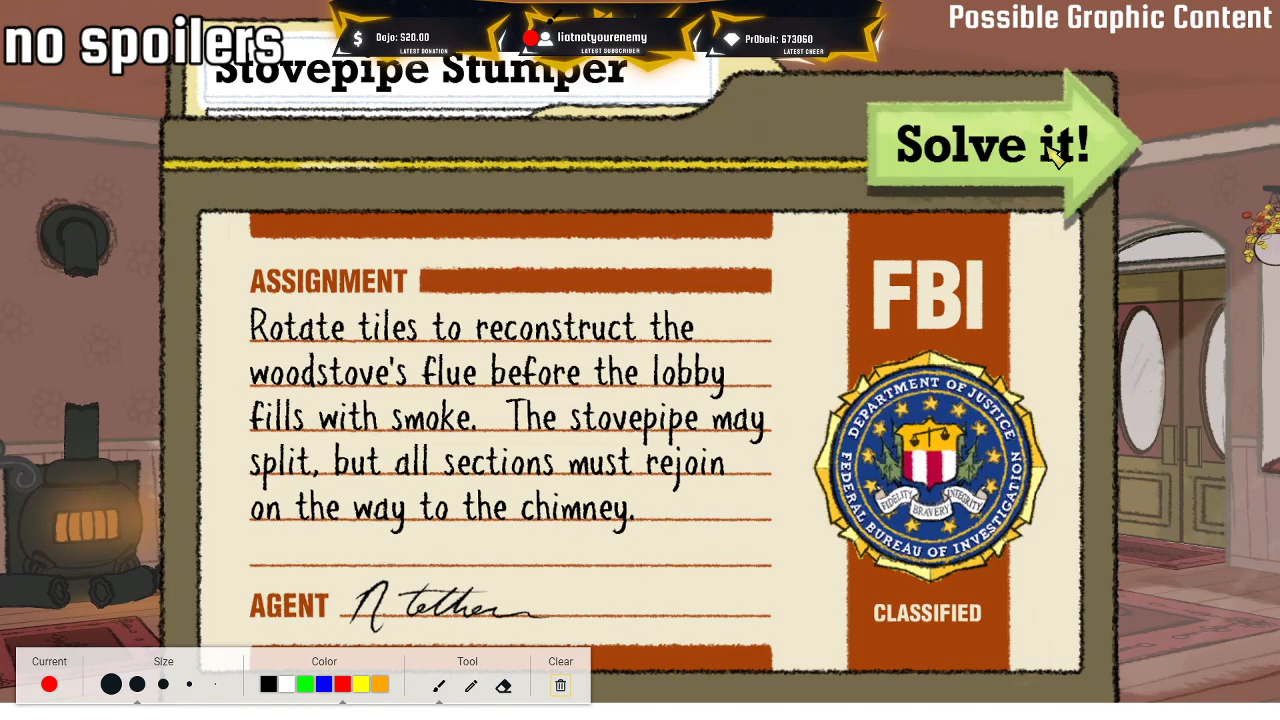 no spoilers
Dojo: $20.00
LATEST DONATION
liatnotyourenemy
LATEST SUBSCRIBER
Pr0bait: 673060
LATEST CHEER
Possible Graphic Content
Stovepipe Stumper
Solve it!
ASSIGNMENT
Rotate tiles to reconstruct the
woodstove's flue before the lobby
fills with smoke. The stovepipe may
split, but all sections must rejoin
on the way to the chimney.
AGENT N Tethers
FBI
DEPARTMENT OF JUSTICE
FIDELITY BRAVERY INTEGRITY
FEDERAL BUREAU OF INVESTIGATION
CLASSIFIED
Current
Size
Color
Tool
Clear